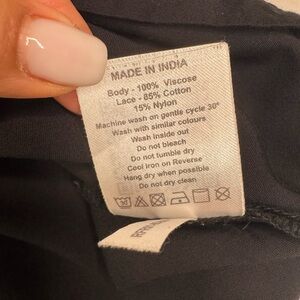 MADE IN INDIA
Body - 100% Viscose
Lace - 85% Cotton
15% Nylon
Machine wash on gentle cycle 30°
Wash with similar colours
Wash inside out
Do not bleach
Do not tumble dry
Cool iron on Reverse
Hang dry when possible
Do not dry clean